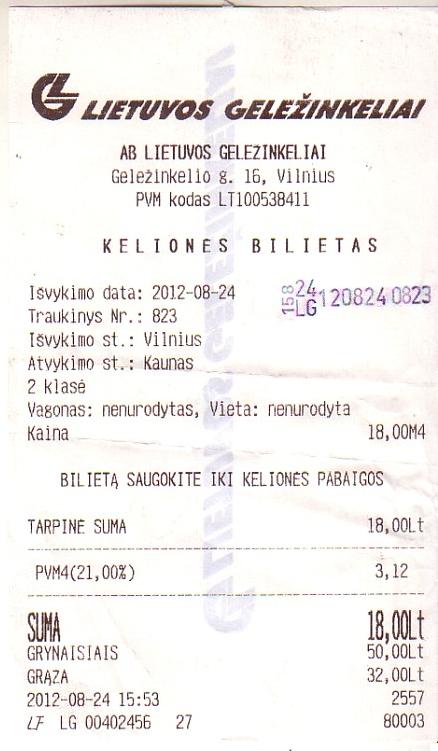 LIETUVOS GELEŽINKELIAI
AB LIETUVOS GELEŽINKELIAI
Geležinkelio g. 16, Vilnius
PVM kodas LT100538411
KELIONĖS BILIETAS
Išvykimo data: 2012-08-24
158 24 LG 120824 0823
Traukinys Nr.: 823
Išvykimo st.: Vilnius
Atvykimo st.: Kaunas
2 klasė
Vagonas: nenurodytas, Vieta: nenurodyta
Kaina 18,00M4
BILIETĄ SAUGOKITE IKI KELIONĖS PABAIGOS
TARPINĖ SUMA 18,00Lt
PVM4(21,00%) 3,12
SUMA 18,00Lt
GRYNAISIAIS 50,00Lt
GRĄŽA 32,00Lt
2012-08-24 15:53 2557
LF LG 00402456 27 80003